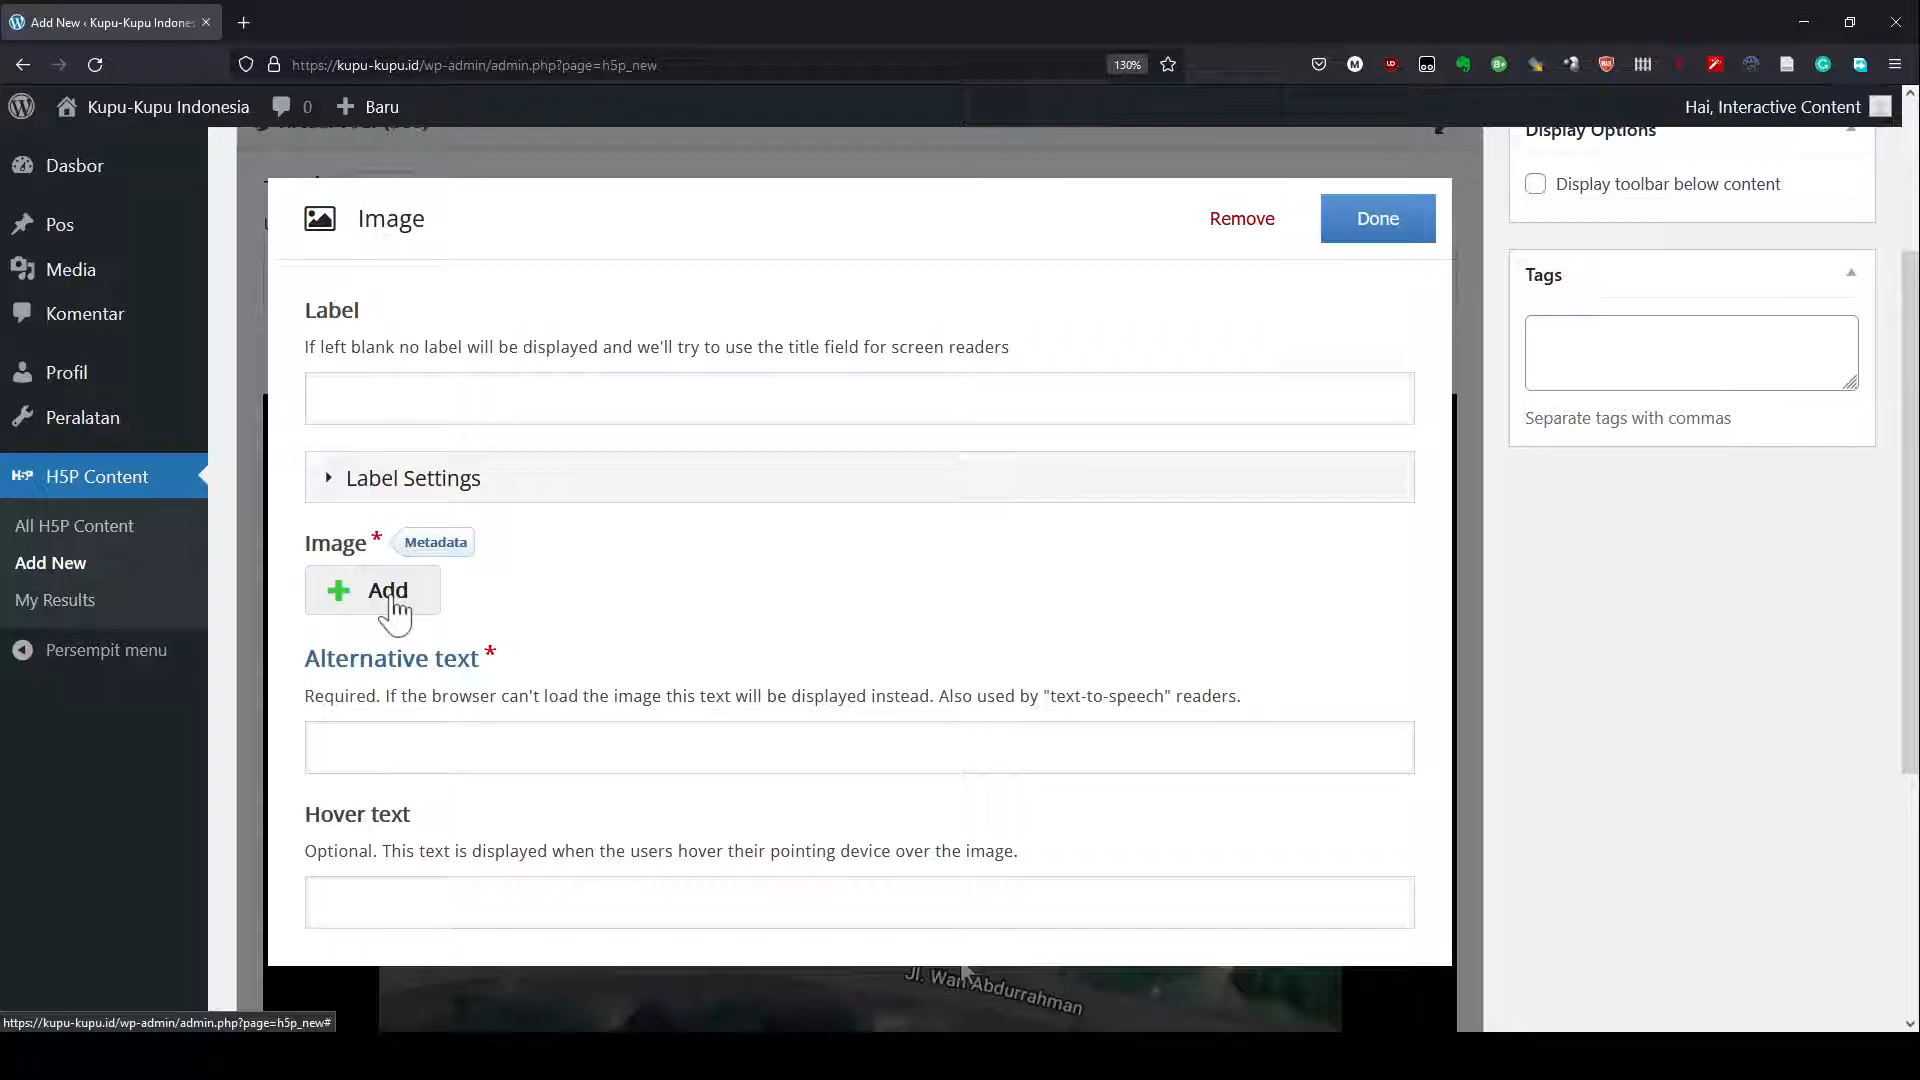 Add New ‹ Kupu-Kupu Indones
https://kupu-kupu.id/wp-admin/admin.php?page=h5p_new
130%
Kupu-Kupu Indonesia
0
Baru
Hai, Interactive Content
Dasbor
Pos
Media
Komentar
Profil
Peralatan
H5P Content
All H5P Content
Add New
My Results
Persempit menu
Image
Remove
Done
Label
If left blank no label will be displayed and we'll try to use the title field for screen readers
Label Settings
Image *
Metadata
Add
Alternative text *
Required. If the browser can't load the image this text will be displayed instead. Also used by "text-to-speech" readers.
Hover text
Optional. This text is displayed when the users hover their pointing device over the image.
Jl. Wan Abdurrahman
Display Options
Display toolbar below content
Tags
Separate tags with commas
https://kupu-kupu.id/wp-admin/admin.php?page=h5p_new#